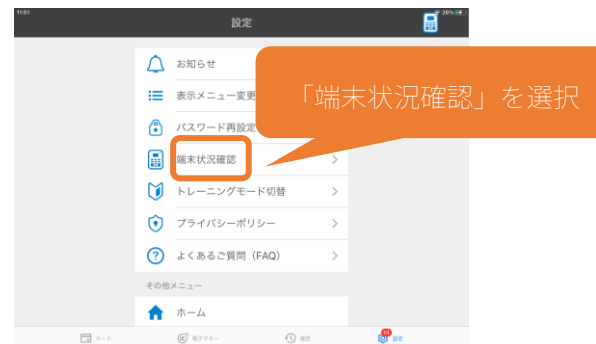 11:51
設定
26%
お知らせ
表示メニュー変更
「端末状況確認」を選択
パスワード再設定
端末状況確認
トレーニングモード切替
プライバシーポリシー
よくあるご質問（FAQ）
その他メニュー
ホーム
14
カード
電子マネー
履歴
設定